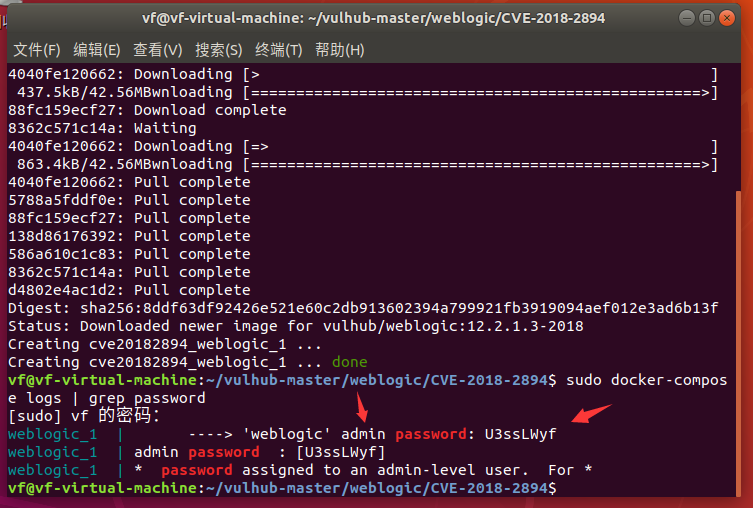 vf@vf-virtual-machine: ~/vulhub-master/weblogic/CVE-2018-2894
文件(F) 编辑(E) 查看(V) 搜索(S) 终端(T) 帮助(H)
4040fe120662: Downloading [> ]
437.5kB/42.56MBwnloading [==================================================>]
88fc159ecf27: Download complete
8362c571c14a: Waiting
4040fe120662: Downloading [=> ]
863.4kB/42.56MBwnloading [==================================================>]
4040fe120662: Pull complete
5788a5fddf0e: Pull complete
88fc159ecf27: Pull complete
138d86176392: Pull complete
586a610c1c83: Pull complete
8362c571c14a: Pull complete
d4802e4ac1d2: Pull complete
Digest: sha256:8ddf63df92426e521e60c2db913602394a799921fb3919094aef012e3ad6b13f
Status: Downloaded newer image for vulhub/weblogic:12.2.1.3-2018
Creating cve20182894_weblogic_1 ...
Creating cve20182894_weblogic_1 ... done
vf@vf-virtual-machine:~/vulhub-master/weblogic/CVE-2018-2894$ sudo docker-compos
e logs | grep password
[sudo] vf 的密码：
weblogic_1 | ----> 'weblogic' admin password: U3ssLWyf
weblogic_1 | admin password : [U3ssLWyf]
weblogic_1 | * password assigned to an admin-level user. For *
vf@vf-virtual-machine:~/vulhub-master/weblogic/CVE-2018-2894$